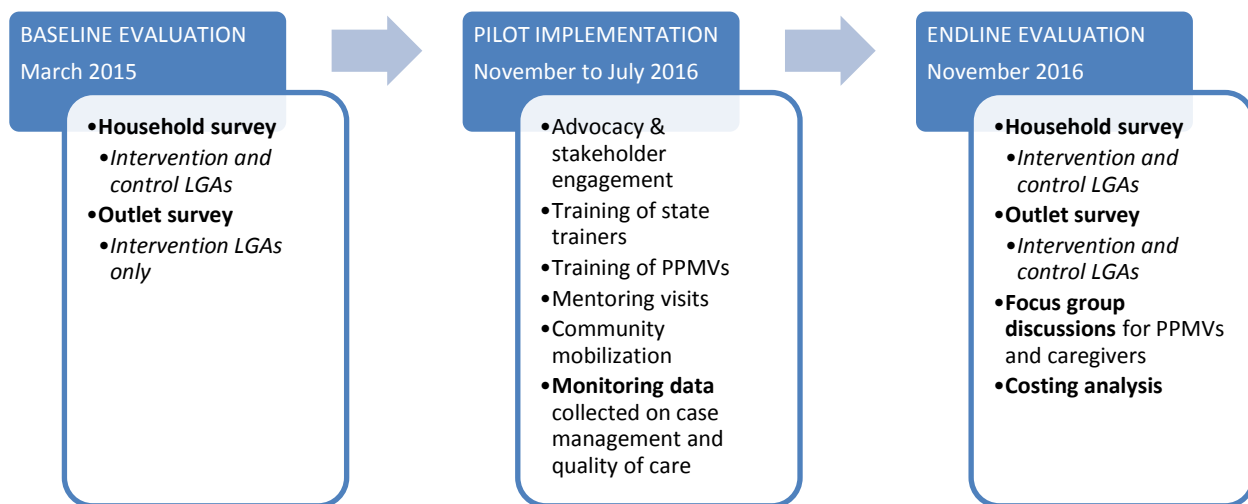 BASELINE EVALUATION
March 2015
•Household survey
•Intervention and
control LGAs
•Outlet survey
•Intervention LGAs
only
PILOT IMPLEMENTATION
November to July 2016
•Advocacy &
stakeholder
engagement
•Training of state
trainers
•Training of PPMVs
•Mentoring visits
•Community
mobilization
•Monitoring data
collected on case
management and
quality of care
ENDLINE EVALUATION
November 2016
•Household survey
•Intervention and
control LGAs
•Outlet survey
•Intervention and
control LGAs
•Focus group
discussions for PPMVs
and caregivers
•Costing analysis